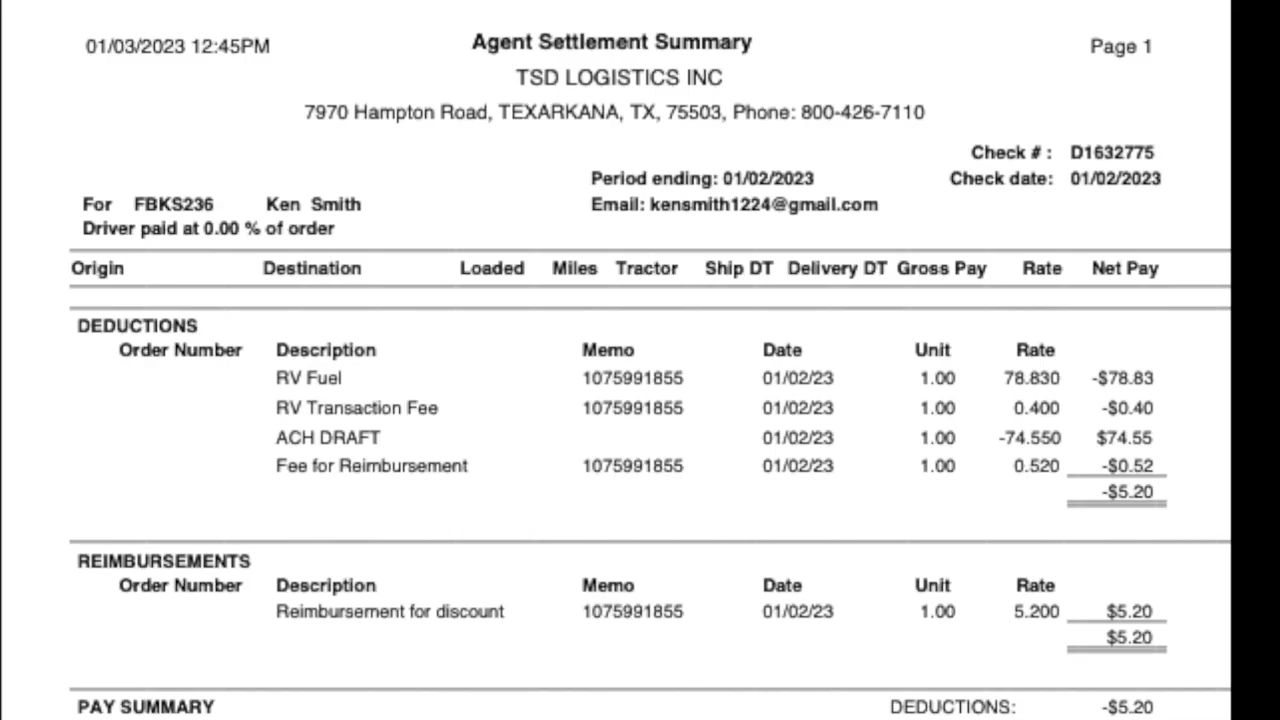 01/03/2023 12:45PM Agent Settlement Summary Page 1
TSD LOGISTICS INC
7970 Hampton Road, TEXARKANA, TX, 75503, Phone: 800-426-7110
Check # : D1632775
Period ending: 01/02/2023 Check date: 01/02/2023
For FBKS236 Ken Smith Email: kensmith1224@gmail.com
Driver paid at 0.00 % of order
Origin Destination Loaded Miles Tractor Ship DT Delivery DT Gross Pay Rate Net Pay
DEDUCTIONS
Order Number Description Memo Date Unit Rate
RV Fuel 1075991855 01/02/23 1.00 78.830 -$78.83
RV Transaction Fee 1075991855 01/02/23 1.00 0.400 -$0.40
ACH DRAFT 01/02/23 1.00 -74.550 $74.55
Fee for Reimbursement 1075991855 01/02/23 1.00 0.520 -$0.52
-$5.20
REIMBURSEMENTS
Order Number Description Memo Date Unit Rate
Reimbursement for discount 1075991855 01/02/23 1.00 5.200 $5.20
$5.20
PAY SUMMARY DEDUCTIONS: -$5.20